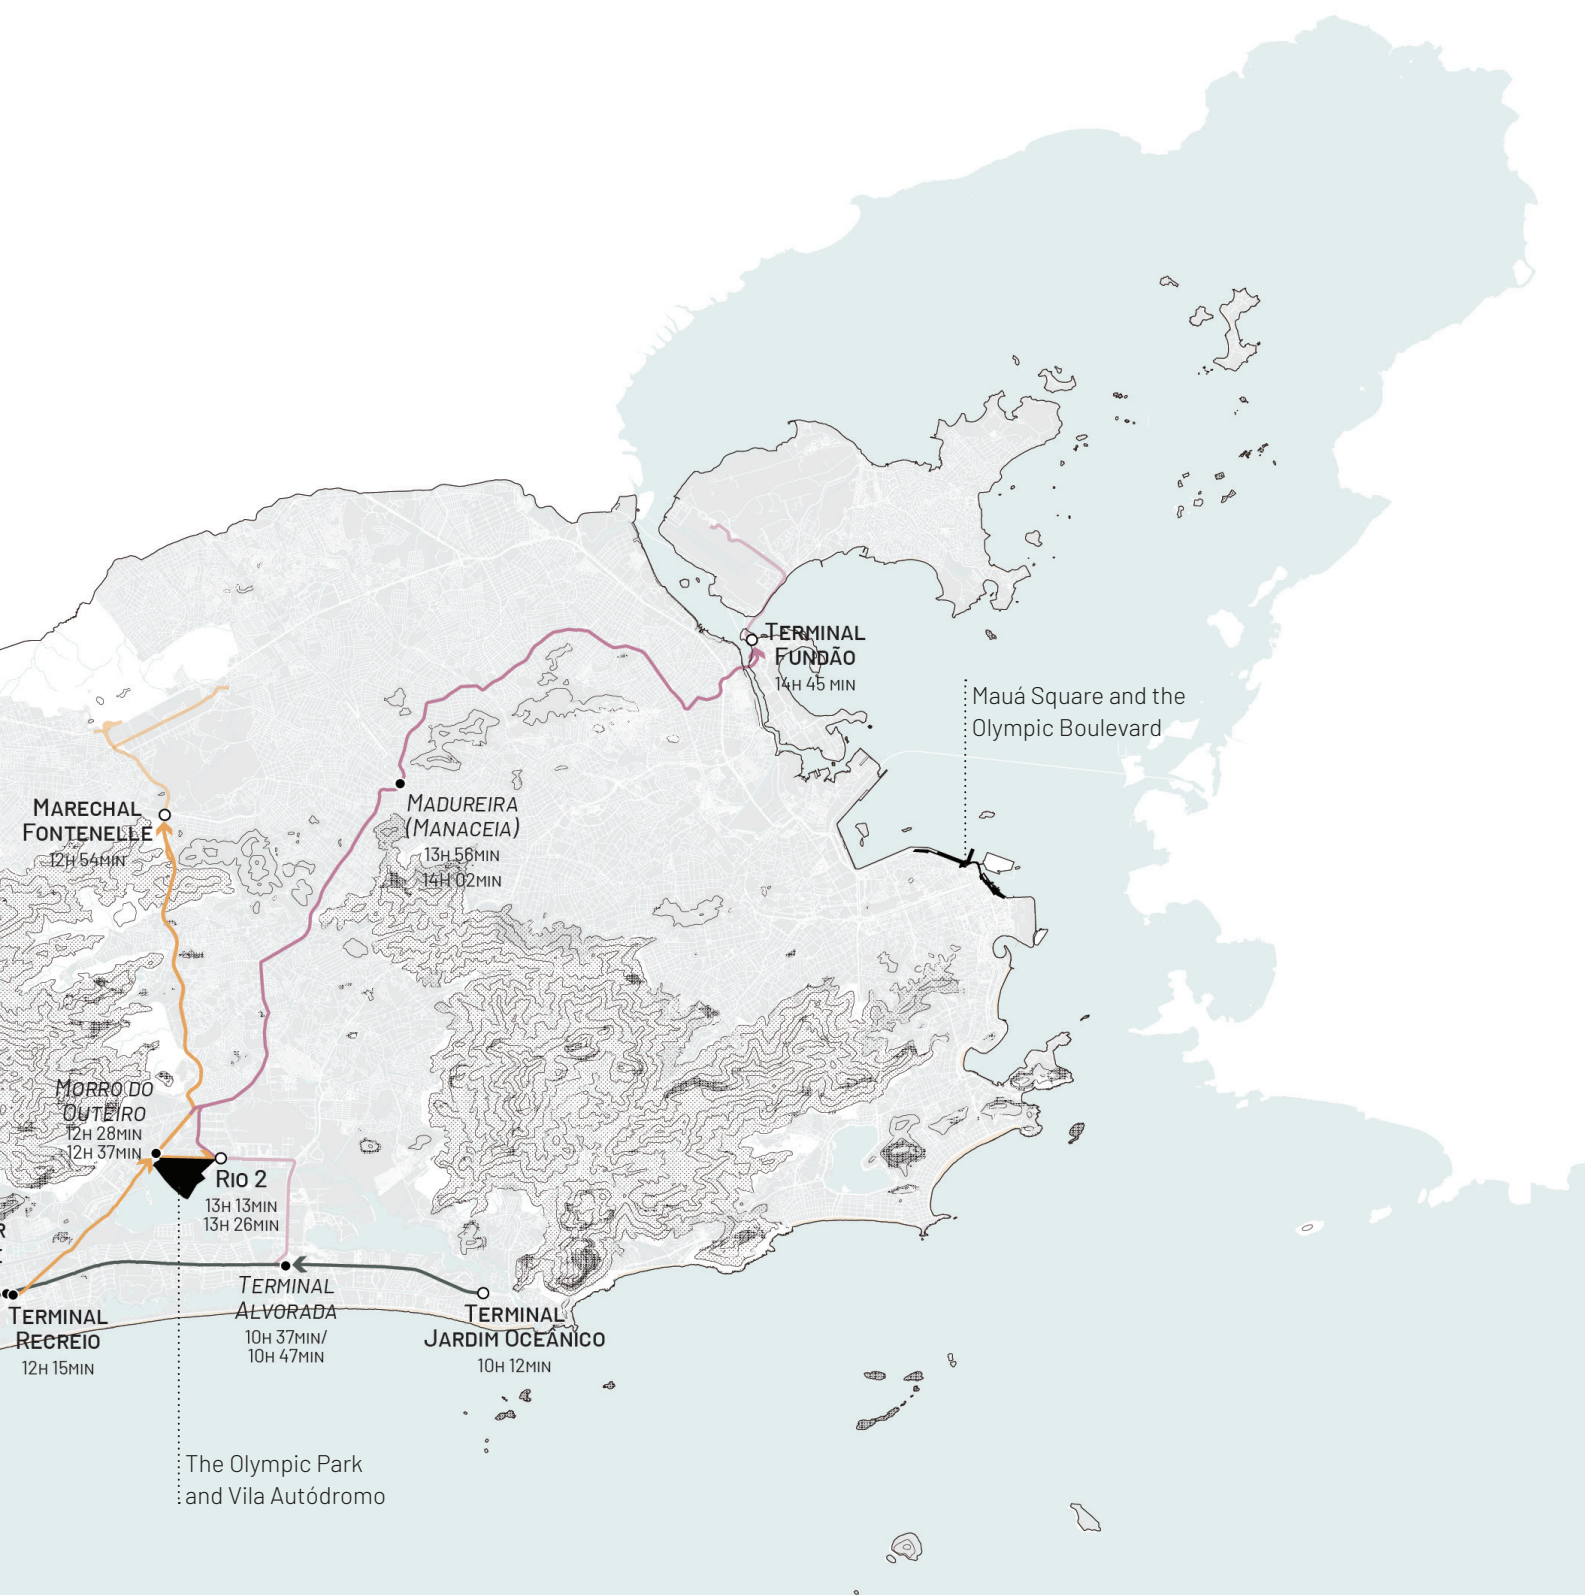 TERMINAL
FUNDÃO
14H 45 MIN
Mauá Square and the
Olympic Boulevard
MARECHAL
FONTENELLE
12H 54MIN
MADUREIRA
(MANACEIA)
13H 56MIN
14H 02MIN
MORRO DO
OUTEIRO
12H 28MIN
12H 37MIN
RIO 2
13H 13MIN
13H 26MIN
R
E
TERMINAL
RECREIO
12H 15MIN
TERMINAL
ALVORADA
10H 37MIN/
10H 47MIN
TERMINAL
JARDIM OCEÂNICO
10H 12MIN
The Olympic Park
and Vila Autódromo